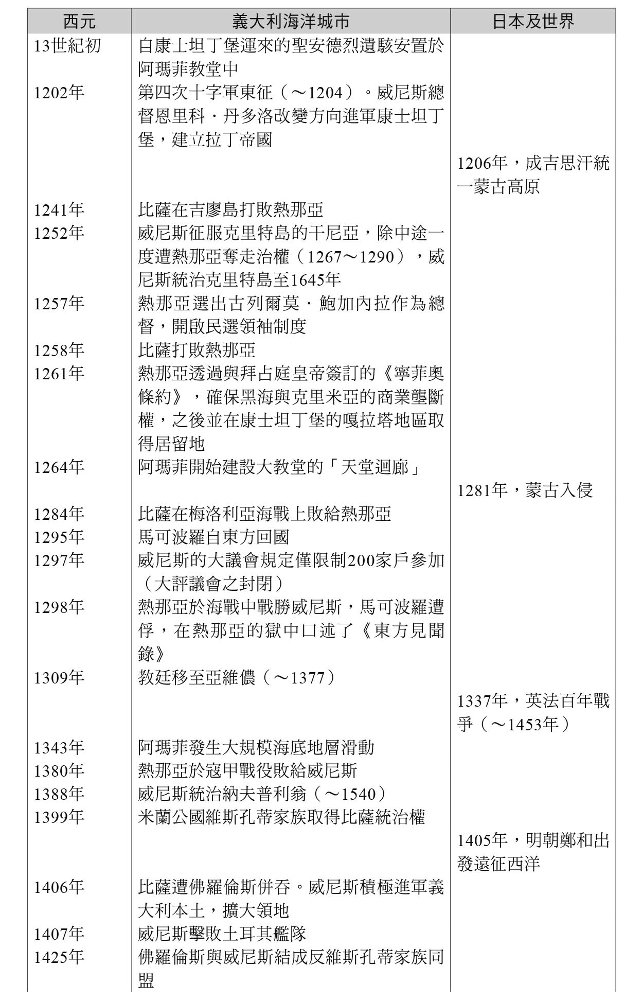 西元 義大利海洋城市 日本及世界
13世紀初 自康士坦丁堡運來的聖安德烈遺駭安置於
阿瑪菲教堂中
1202年 第四次十字軍東征（～1204）。威尼斯總
督恩里科．丹多洛改變方向進軍康士坦丁
堡，建立拉丁帝國
1206年，成吉思汗統
一蒙古高原
1241年 比薩在吉廖島打敗熱那亞
1252年 威尼斯征服克里特島的干尼亞，除中途一
度遭熱那亞奪走治權（1267～1290），威
尼斯統治克里特島至1645年
1257年 熱那亞選出古列爾莫．鮑加內拉作為總
督，開啟民選領袖制度
1258年 比薩打敗熱那亞
1261年 熱那亞透過與拜占庭皇帝簽訂的《寧菲奧
條約》，確保黑海與克里米亞的商業壟斷
權，之後並在康士坦丁堡的嘎拉塔地區取
得居留地
1264年 阿瑪菲開始建設大教堂的「天堂迴廊」
1281年，蒙古入侵
1284年 比薩在梅洛利亞海戰上敗給熱那亞
1295年 馬可波羅自東方回國
1297年 威尼斯的大議會規定僅限制200家戶參加
（大評議會之封閉）
1298年 熱那亞於海戰中戰勝威尼斯，馬可波羅遭
俘，在熱那亞的獄中口述了《東方見聞
錄》
1309年 教廷移至亞維儂（～1377）
1337年，英法百年戰
爭（～1453年）
1343年 阿瑪菲發生大規模海底地層滑動
1380年 熱那亞於寇甲戰役敗給威尼斯
1388年 威尼斯統治納夫普利翁（～1540）
1399年 米蘭公國維斯孔蒂家族取得比薩統治權
1405年，明朝鄭和出
發遠征西洋
1406年 比薩遭佛羅倫斯併吞。威尼斯積極進軍義
大利本土，擴大領地
1407年 威尼斯擊敗土耳其艦隊
1425年 佛羅倫斯與威尼斯結成反維斯孔蒂家族同
盟